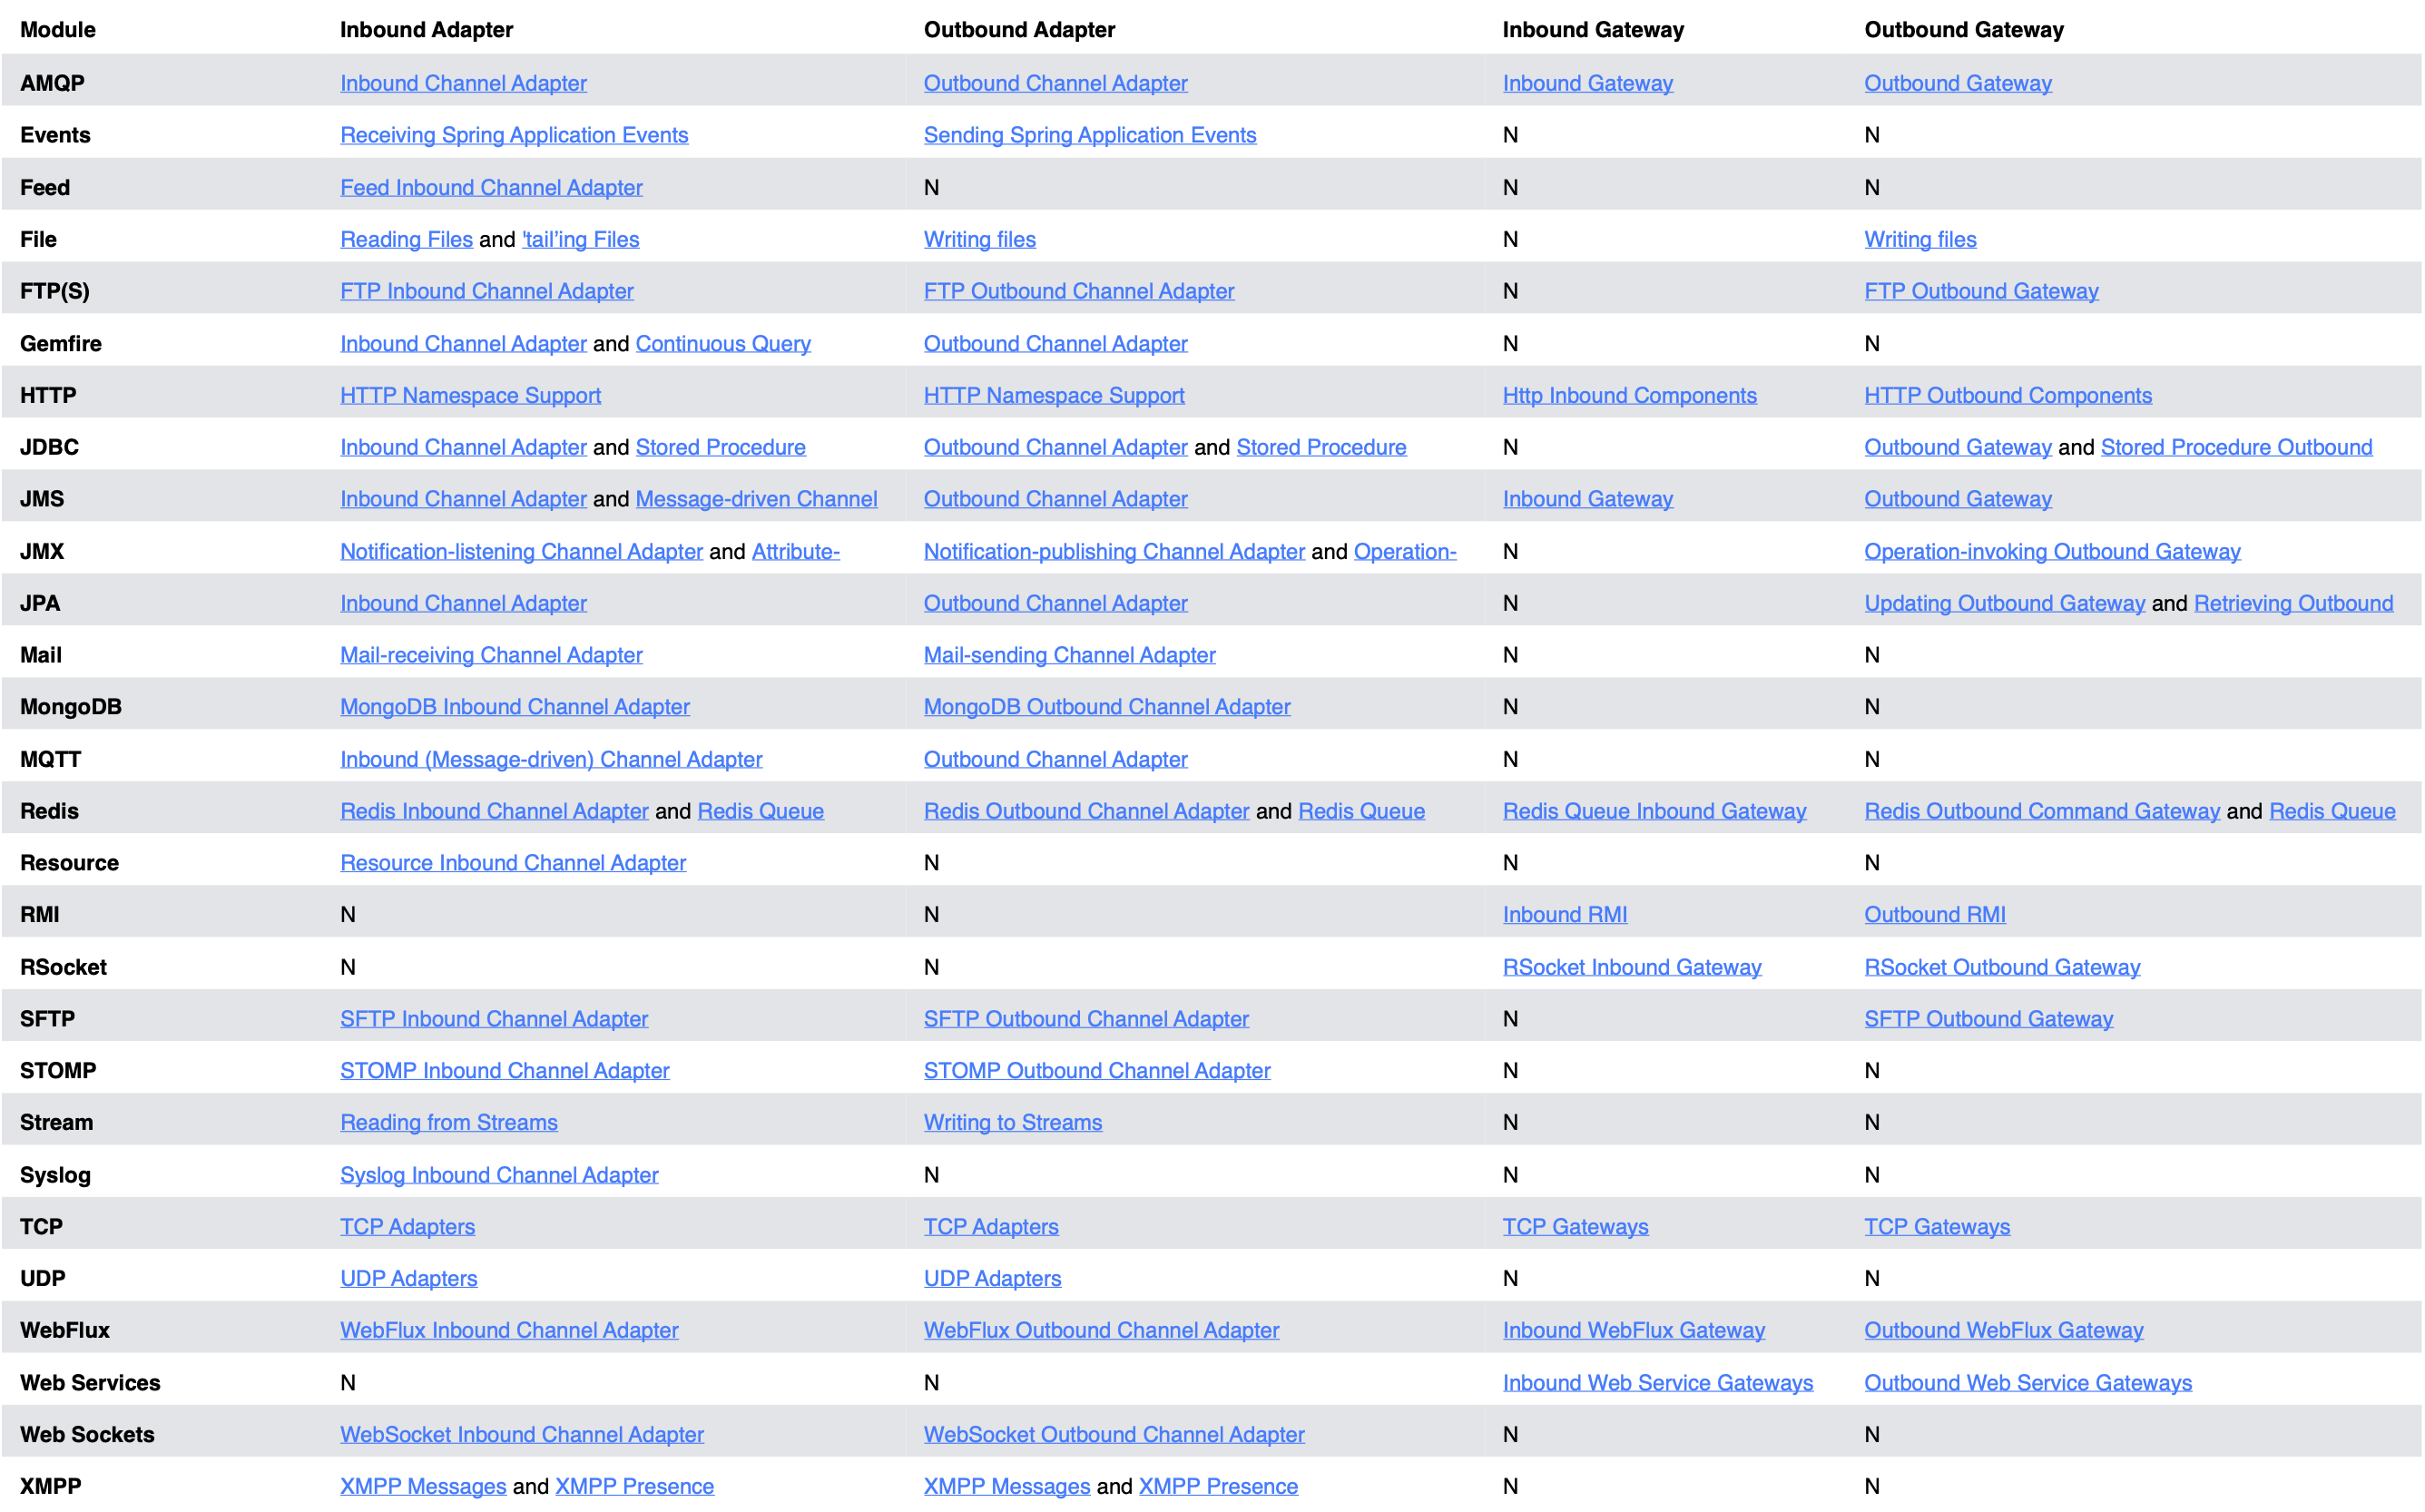 Module Inbound Adapter Outbound Adapter Inbound Gateway Outbound Gateway
AMQP Inbound Channel Adapter Outbound Channel Adapter Inbound Gateway Outbound Gateway
Events Receiving Spring Application Events Sending Spring Application Events N N
Feed Feed Inbound Channel Adapter N N N
File Reading Files and 'tail’ing Files Writing files N Writing files
FTP(S) FTP Inbound Channel Adapter FTP Outbound Channel Adapter N FTP Outbound Gateway
Gemfire Inbound Channel Adapter and Continuous Query Outbound Channel Adapter N N
HTTP HTTP Namespace Support HTTP Namespace Support Http Inbound Components HTTP Outbound Components
JDBC Inbound Channel Adapter and Stored Procedure Outbound Channel Adapter and Stored Procedure N Outbound Gateway and Stored Procedure Outbound
JMS Inbound Channel Adapter and Message-driven Channel Outbound Channel Adapter Inbound Gateway Outbound Gateway
JMX Notification-listening Channel Adapter and Attribute- Notification-publishing Channel Adapter and Operation- N Operation-invoking Outbound Gateway
JPA Inbound Channel Adapter Outbound Channel Adapter N Updating Outbound Gateway and Retrieving Outbound
Mail Mail-receiving Channel Adapter Mail-sending Channel Adapter N N
MongoDB MongoDB Inbound Channel Adapter MongoDB Outbound Channel Adapter N N
MQTT Inbound (Message-driven) Channel Adapter Outbound Channel Adapter N N
Redis Redis Inbound Channel Adapter and Redis Queue Redis Outbound Channel Adapter and Redis Queue Redis Queue Inbound Gateway Redis Outbound Command Gateway and Redis Queue
Resource Resource Inbound Channel Adapter N N N
RMI N N Inbound RMI Outbound RMI
RSocket N N RSocket Inbound Gateway RSocket Outbound Gateway
SFTP SFTP Inbound Channel Adapter SFTP Outbound Channel Adapter N SFTP Outbound Gateway
STOMP STOMP Inbound Channel Adapter STOMP Outbound Channel Adapter N N
Stream Reading from Streams Writing to Streams N N
Syslog Syslog Inbound Channel Adapter N N N
TCP TCP Adapters TCP Adapters TCP Gateways TCP Gateways
UDP UDP Adapters UDP Adapters N N
WebFlux WebFlux Inbound Channel Adapter WebFlux Outbound Channel Adapter Inbound WebFlux Gateway Outbound WebFlux Gateway
Web Services N N Inbound Web Service Gateways Outbound Web Service Gateways
Web Sockets WebSocket Inbound Channel Adapter WebSocket Outbound Channel Adapter N N
XMPP XMPP Messages and XMPP Presence XMPP Messages and XMPP Presence N N